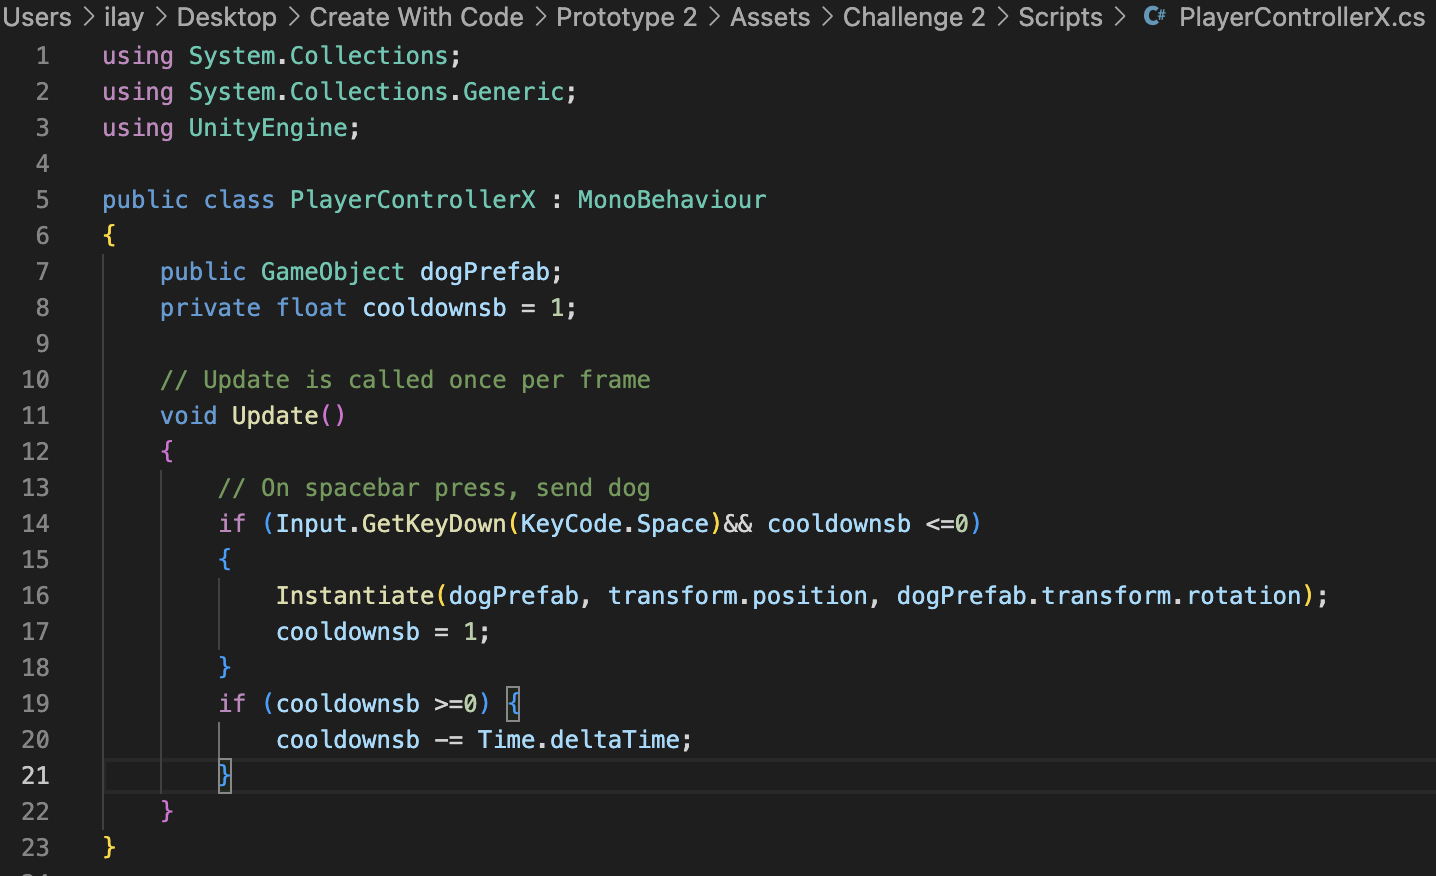 Users > ilay > Desktop > Create With Code > Prototype 2 > Assets > Challenge 2 > Scripts > C# PlayerControllerX.cs
1 using System.Collections;
2 using System.Collections.Generic;
3 using UnityEngine;
4
5 public class PlayerControllerX : MonoBehaviour
6 {
7     public GameObject dogPrefab;
8     private float cooldownsb = 1;
9
10     // Update is called once per frame
11     void Update()
12     {
13         // On spacebar press, send dog
14         if (Input.GetKeyDown(KeyCode.Space)&& cooldownsb <=0)
15         {
16             Instantiate(dogPrefab, transform.position, dogPrefab.transform.rotation);
17             cooldownsb = 1;
18         }
19         if (cooldownsb >=0) {
20             cooldownsb -= Time.deltaTime;
21         }
22     }
23 }